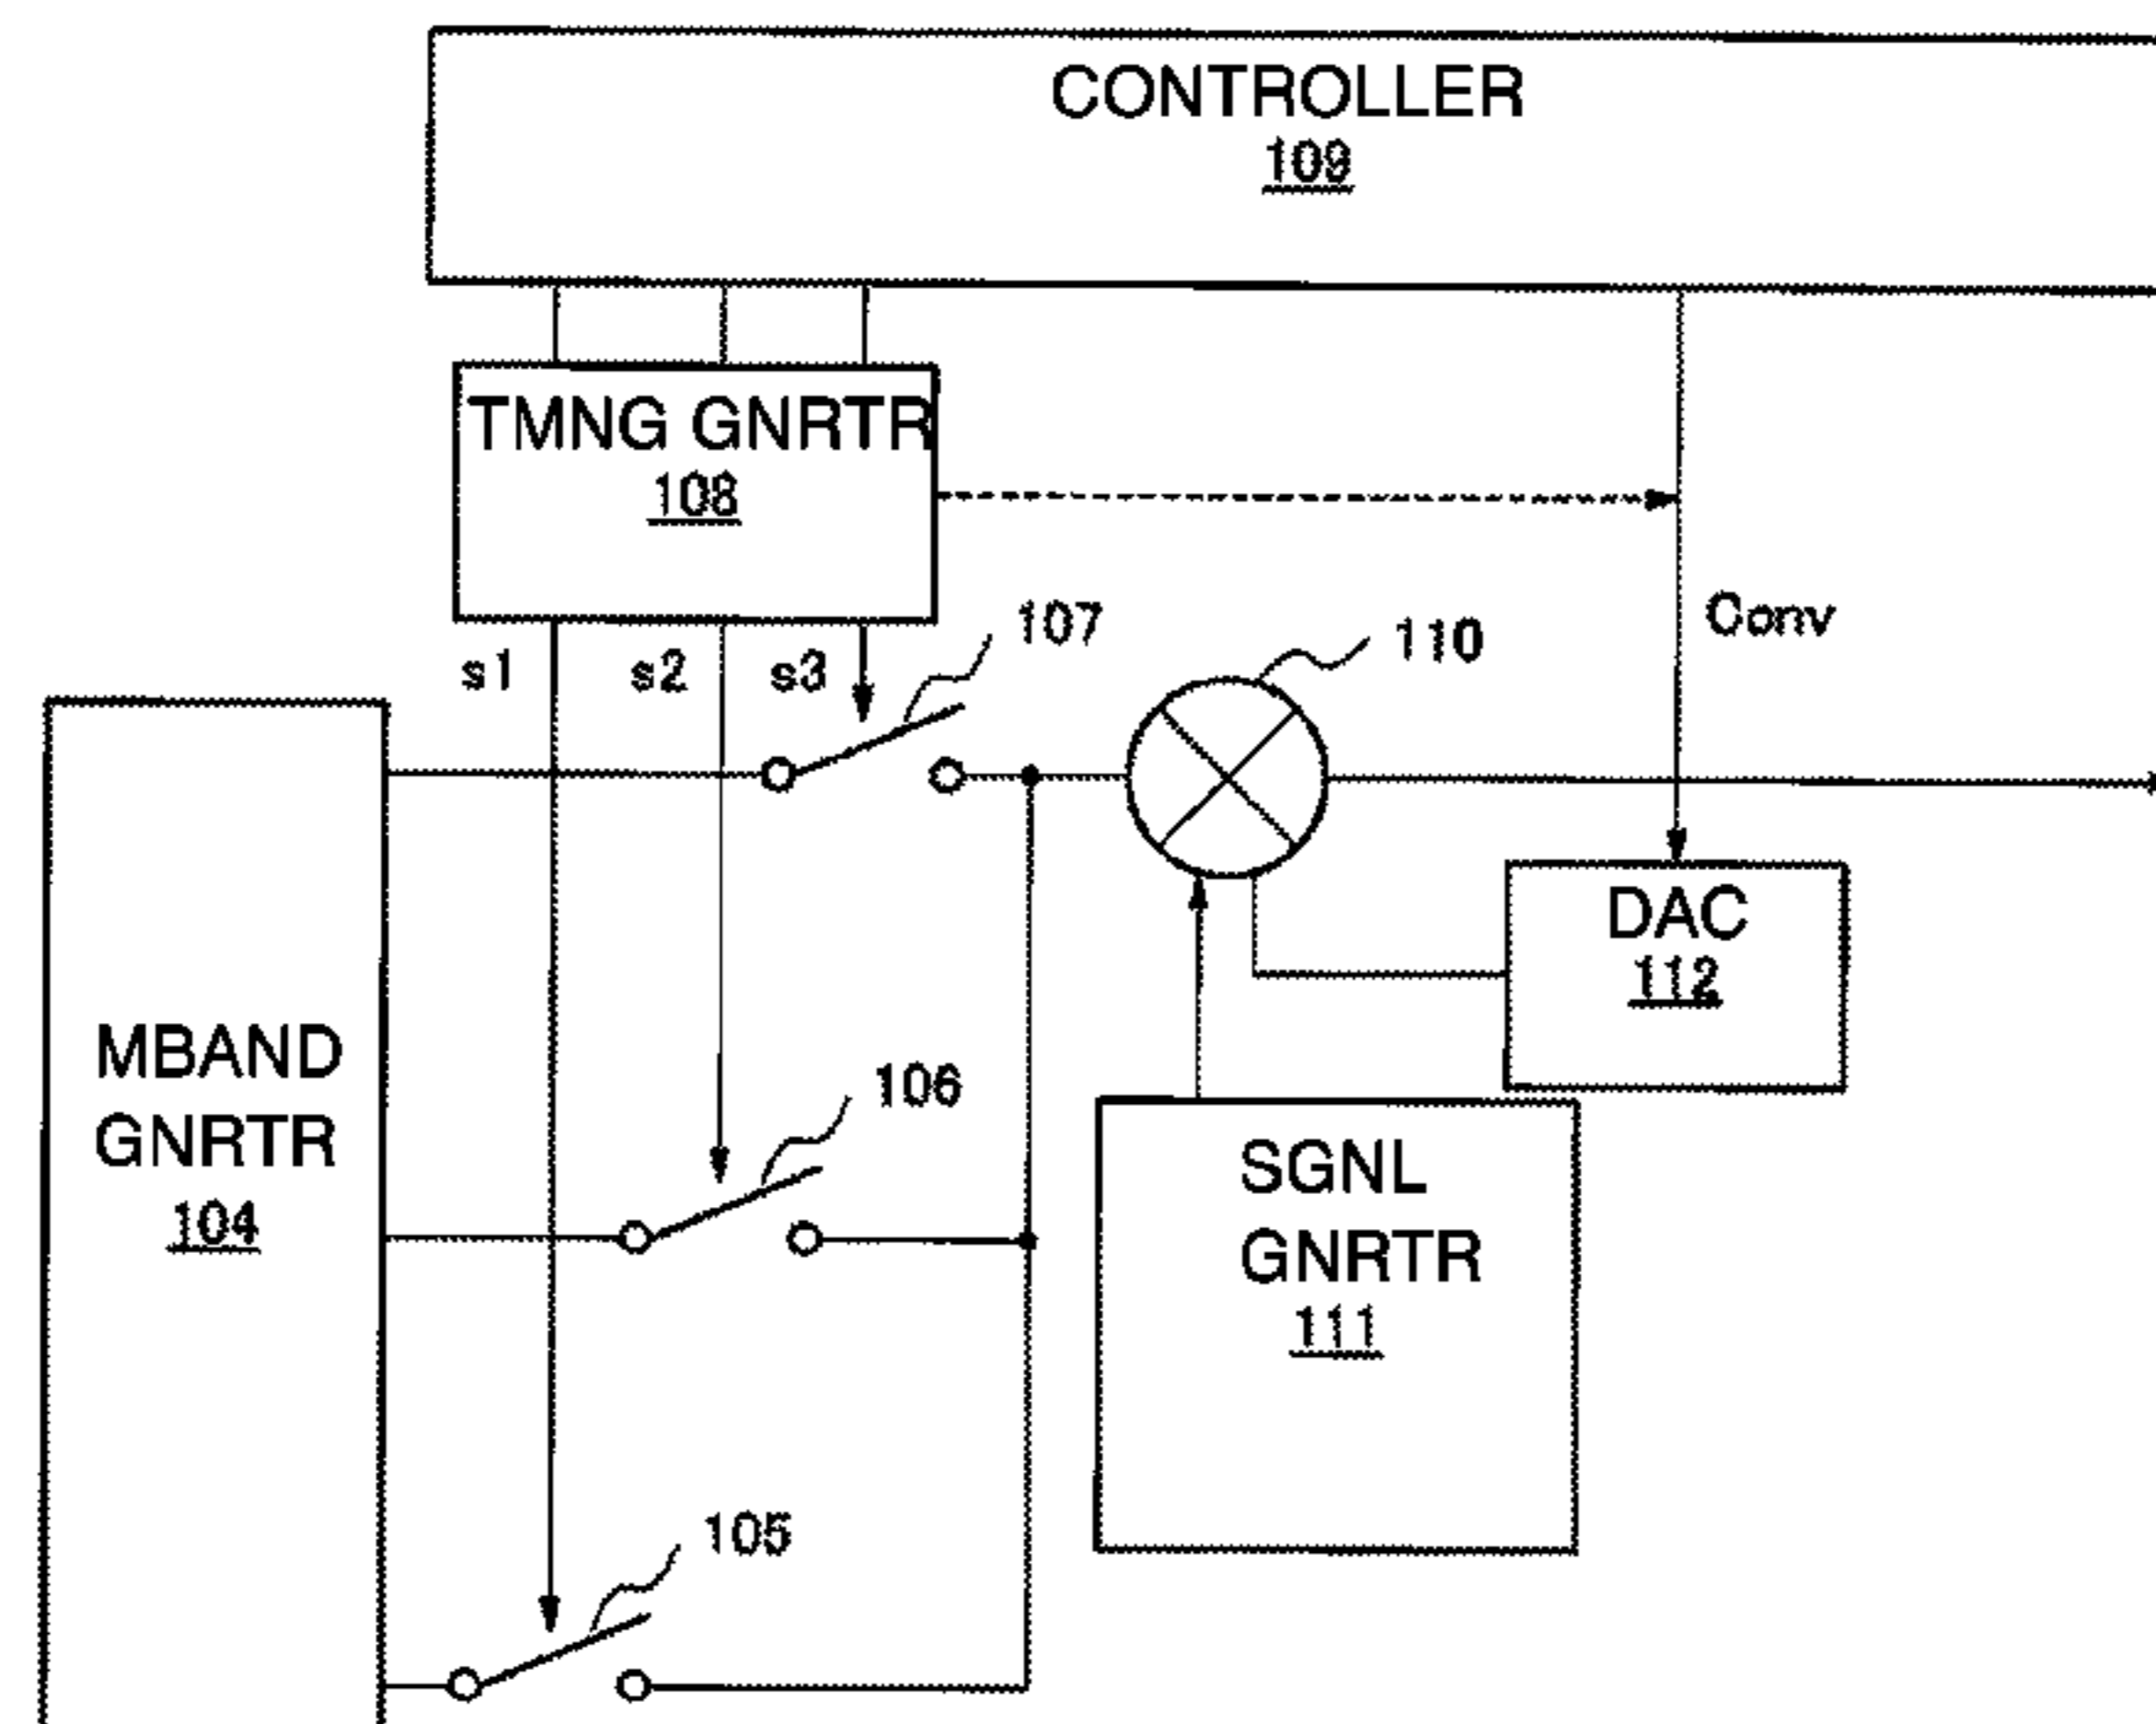 CONTROLLER
109
TMNG GNRTR
108
s1
s2
s3
107
110
Conv
MBAND
GNRTR
104
106
DAC
112
SGNL
GNRTR
111
105